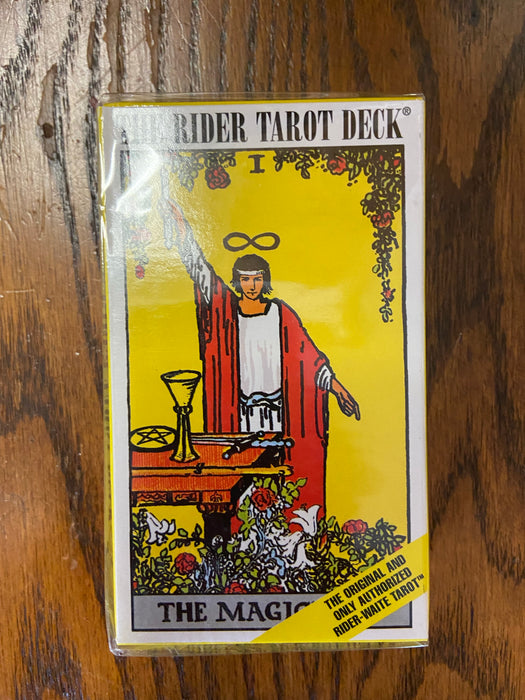 THE RIDER TAROT DECK®
I
THE MAGIC
THE ORIGINAL AND
ONLY AUTHORIZED
RIDER-WAITE TAROT™